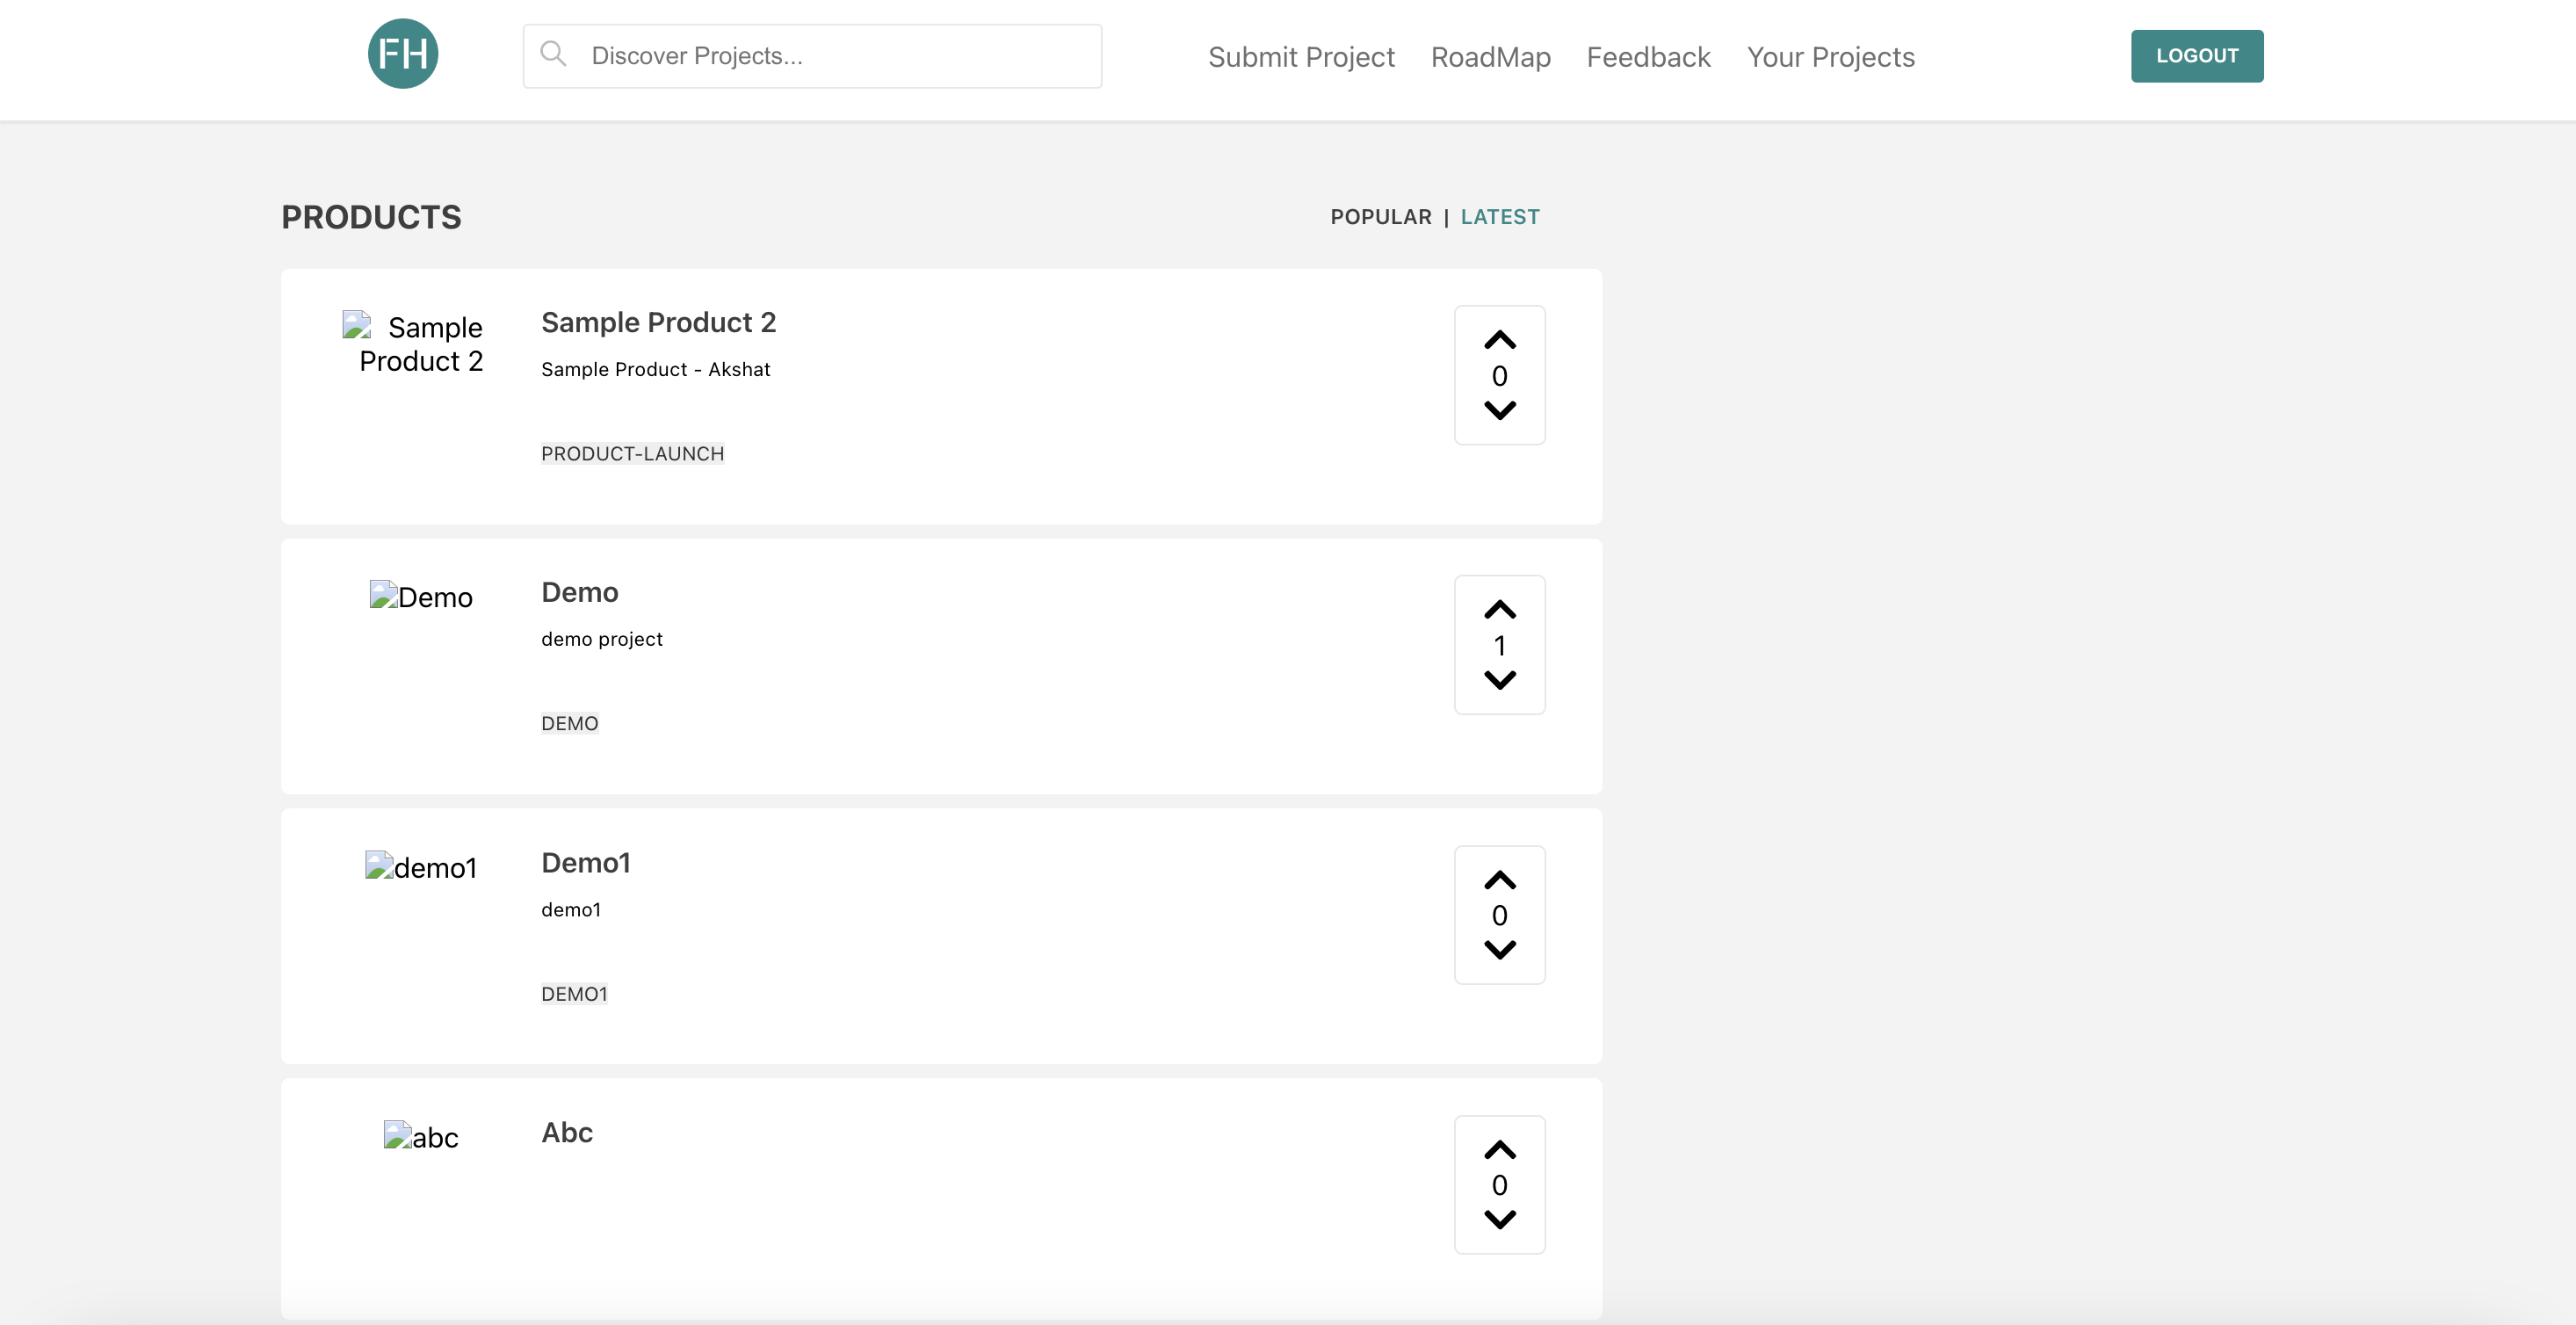 FH
Discover Projects...
Submit Project RoadMap Feedback Your Projects
LOGOUT
PRODUCTS
POPULAR | LATEST
Sample
Product 2
Sample Product 2
Sample Product - Akshat
PRODUCT-LAUNCH
0
Demo
Demo
demo project
DEMO
1
demo1
Demo1
demo1
DEMO1
0
abc
Abc
0